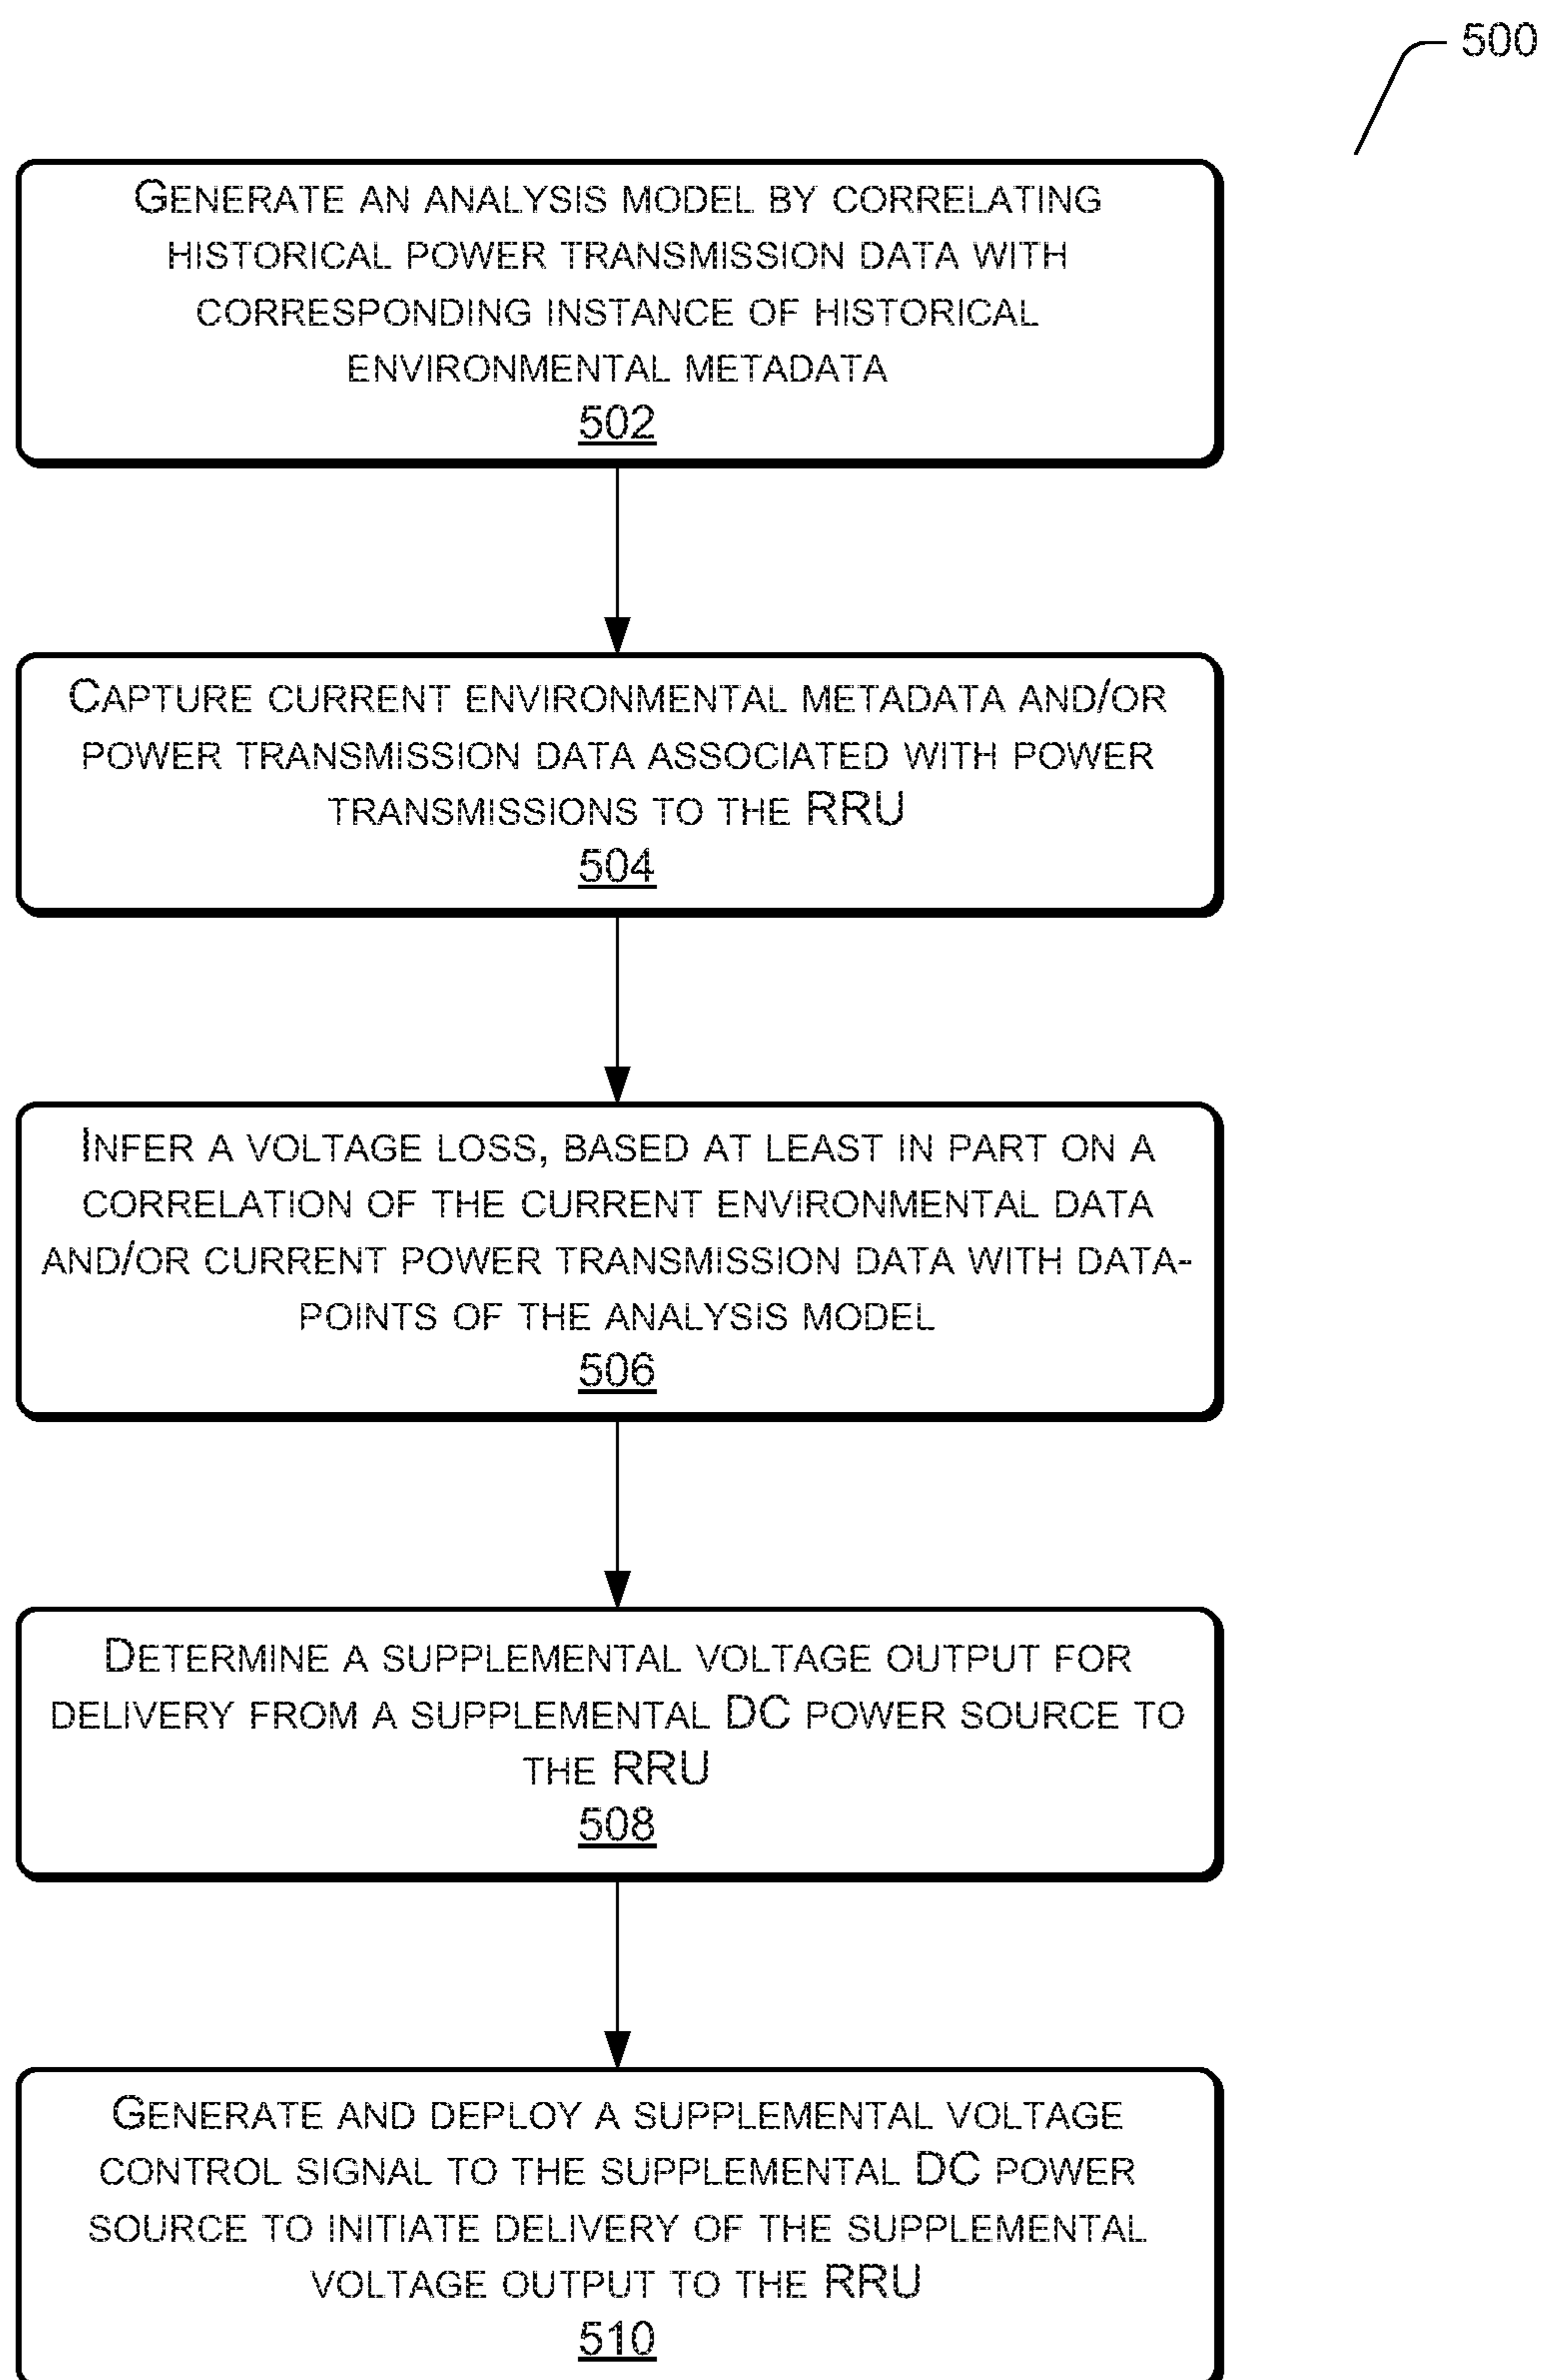 500
GENERATE AN ANALYSIS MODEL BY CORRELATING
HISTORICAL POWER TRANSMISSION DATA WITH
CORRESPONDING INSTANCE OF HISTORICAL
ENVIRONMENTAL METADATA
502
CAPTURE CURRENT ENVIRONMENTAL METADATA AND/OR
POWER TRANSMISSION DATA ASSOCIATED WITH POWER
TRANSMISSIONS TO THE RRU
504
INFER A VOLTAGE LOSS, BASED AT LEAST IN PART ON A
CORRELATION OF THE CURRENT ENVIRONMENTAL DATA
AND/OR CURRENT POWER TRANSMISSION DATA WITH DATA-
POINTS OF THE ANALYSIS MODEL
506
DETERMINE A SUPPLEMENTAL VOLTAGE OUTPUT FOR
DELIVERY FROM A SUPPLEMENTAL DC POWER SOURCE TO
THE RRU
508
GENERATE AND DEPLOY A SUPPLEMENTAL VOLTAGE
CONTROL SIGNAL TO THE SUPPLEMENTAL DC POWER
SOURCE TO INITIATE DELIVERY OF THE SUPPLEMENTAL
VOLTAGE OUTPUT TO THE RRU
510